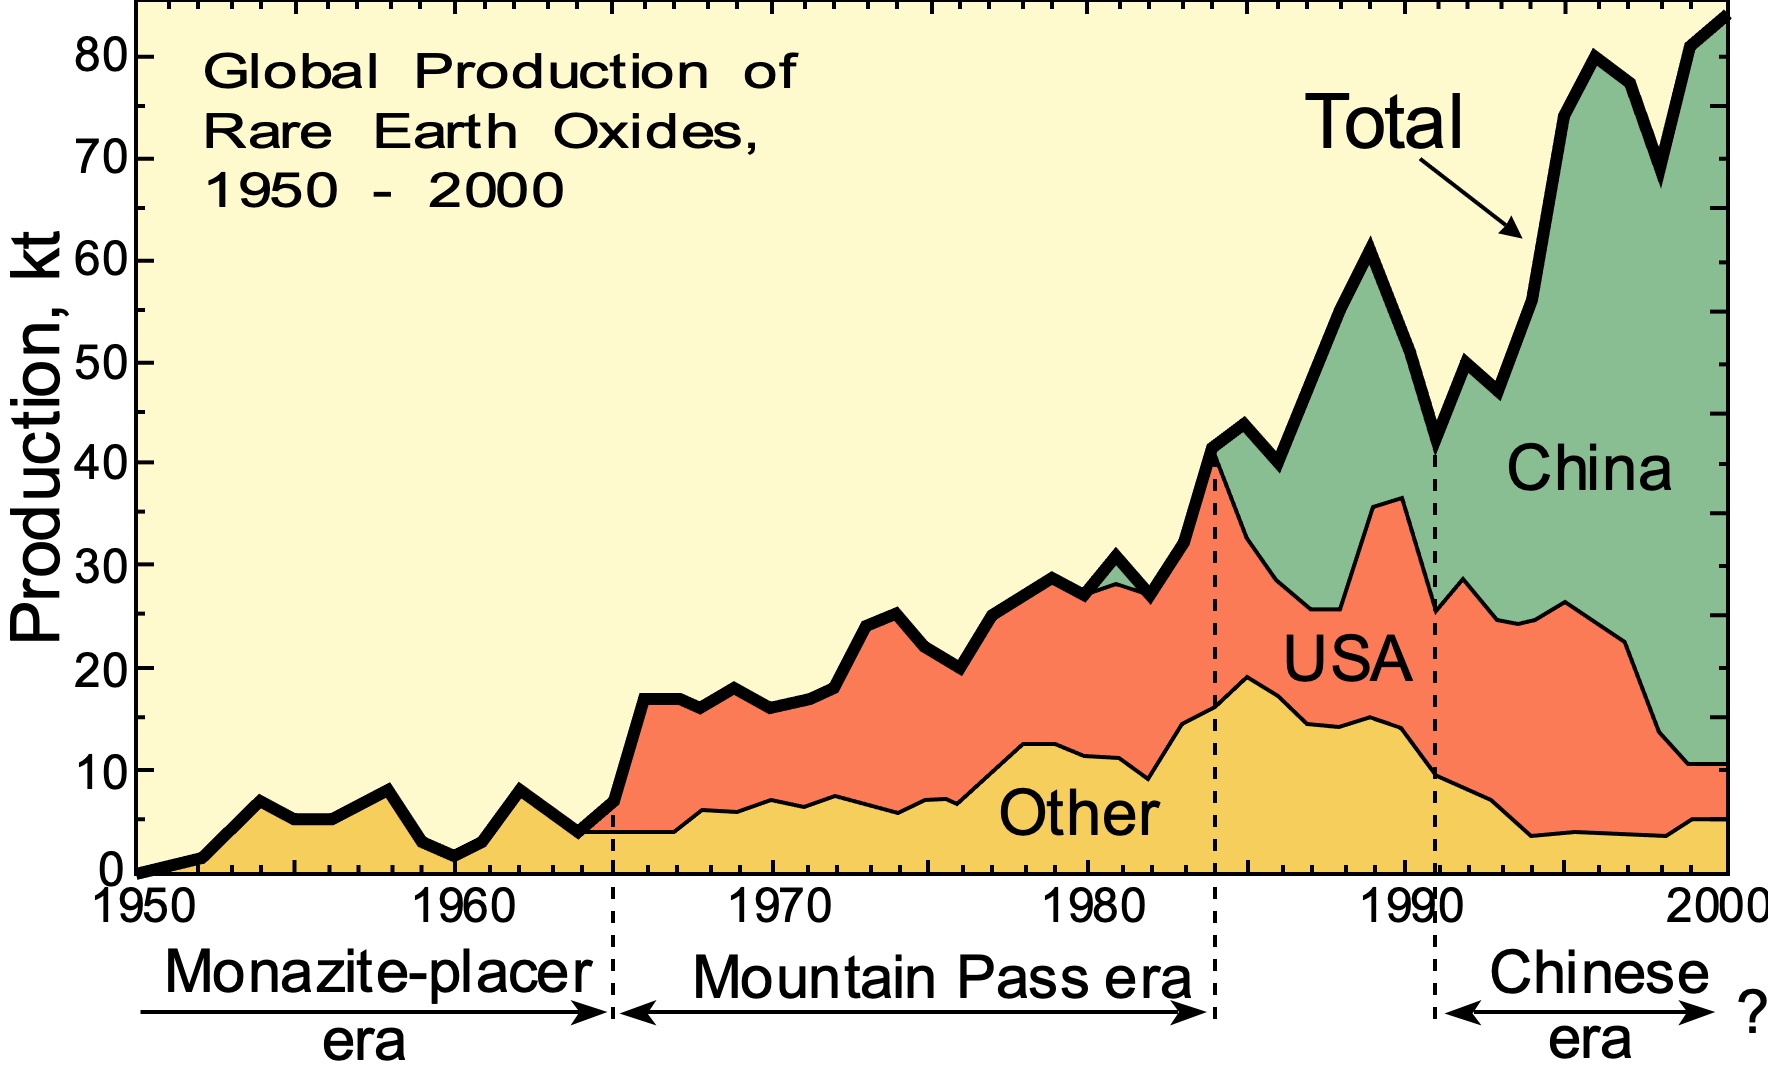 Global Production of
Rare Earth Oxides,
1950 - 2000
Total
Production, kt
80
70
60
50
40
30
20
10
0
China
USA
Other
1950 1960 1970 1980 1990 2000
Monazite-placer
era
Mountain Pass era
Chinese
era
?